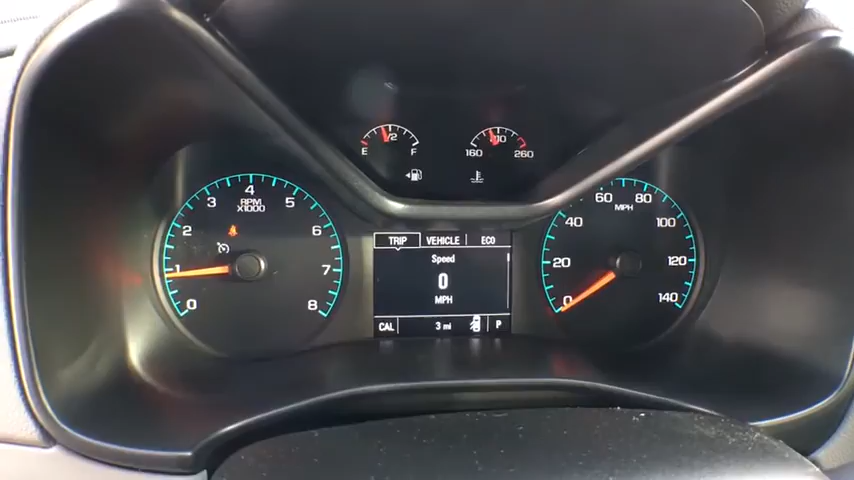 1/2
E F
210
160 260
RPM
X1000
0 1 2 3 4 5 6 7 8
TRIP VEHICLE ECO
Speed
0
MPH
CAL 3 mi P
MPH
0 20 40 60 80 100 120 140